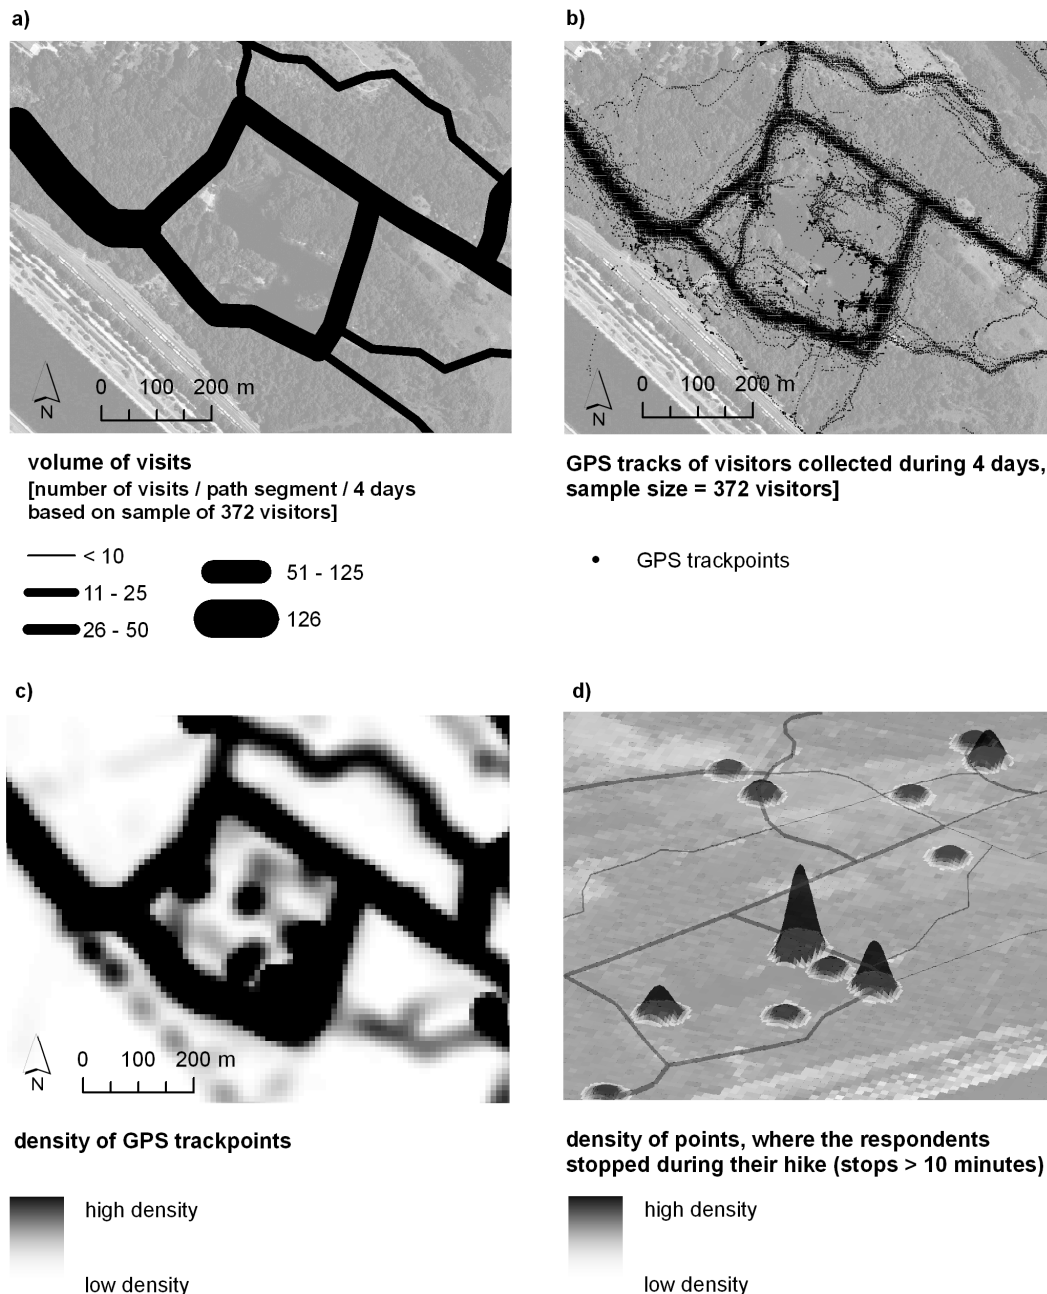 a)
b)
0 100 200 m
N
0 100 200 m
N
volume of visits
[number of visits / path segment / 4 days
based on sample of 372 visitors]
< 10
11 - 25
26 - 50
51 - 125
126
GPS tracks of visitors collected during 4 days,
sample size = 372 visitors]
GPS trackpoints
c)
d)
0 100 200 m
N
density of GPS trackpoints
high density
low density
density of points, where the respondents
stopped during their hike (stops > 10 minutes)
high density
low density